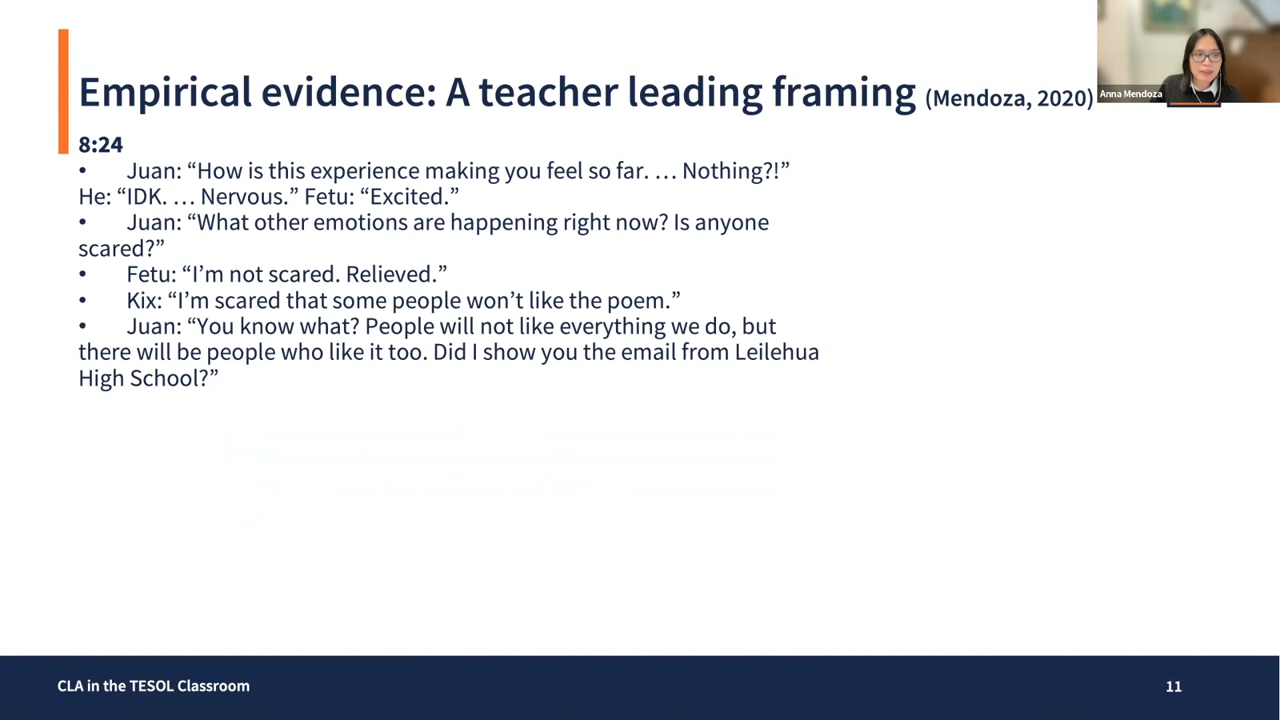 Empirical evidence: A teacher leading framing (Mendoza, 2020)
Anna Mendoza
8:24
• Juan: “How is this experience making you feel so far. … Nothing?!”
He: “IDK. … Nervous.” Fetu: “Excited.”
• Juan: “What other emotions are happening right now? Is anyone
scared?”
• Fetu: “I’m not scared. Relieved.”
• Kix: “I’m scared that some people won’t like the poem.”
• Juan: “You know what? People will not like everything we do, but
there will be people who like it too. Did I show you the email from Leilehua
High School?”
CLA in the TESOL Classroom
11